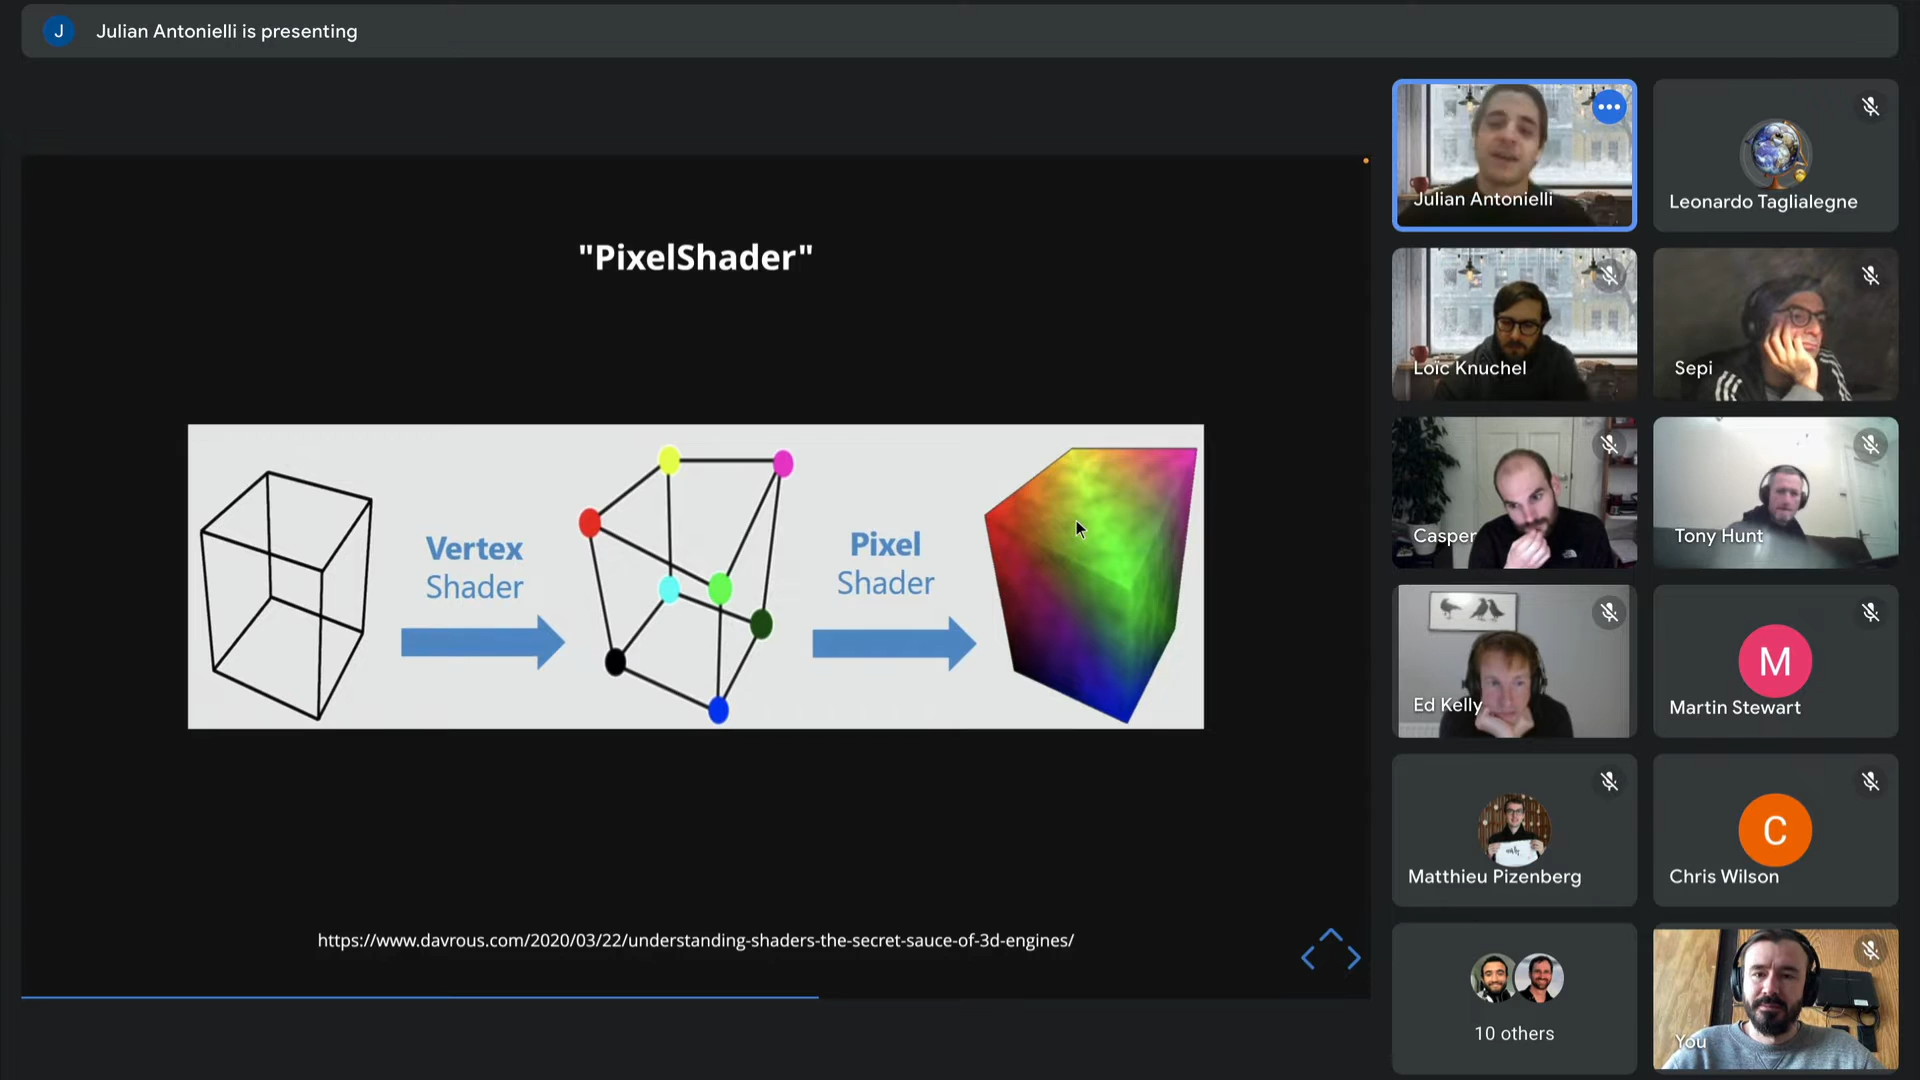 J
Julian Antonielli is presenting
"PixelShader"
Vertex
Shader
Pixel
Shader
https://www.davrous.com/2020/03/22/understanding-shaders-the-secret-sauce-of-3d-engines/
Julian Antonielli
Leonardo Taglialegne
Loïc Knuchel
Sepi
Casper
Tony Hunt
Ed Kelly
M
Martin Stewart
Matthieu Pizenberg
C
Chris Wilson
10 others
You